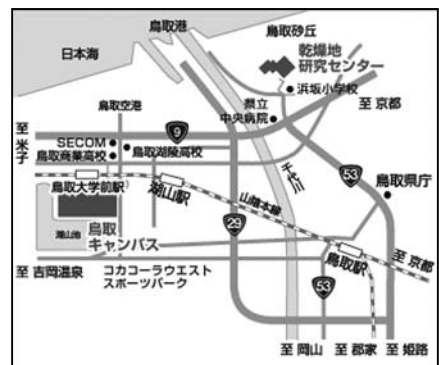 鳥取港
鳥取砂丘
日本海
乾燥地
研究センター
浜坂小学校
鳥取空港
県立
中央病院
至京都
至米子
SECOM
9
鳥取商業高校
鳥取湖陵高校
千代川
53
鳥取大学前駅
湖山駅
山陰本線
鳥取県庁
湖山池
鳥取
キャンパス
29
鳥取駅
至京都
至吉岡温泉
コカコーラウエスト
スポーツパーク
53
至岡山
至郡家
至姫路